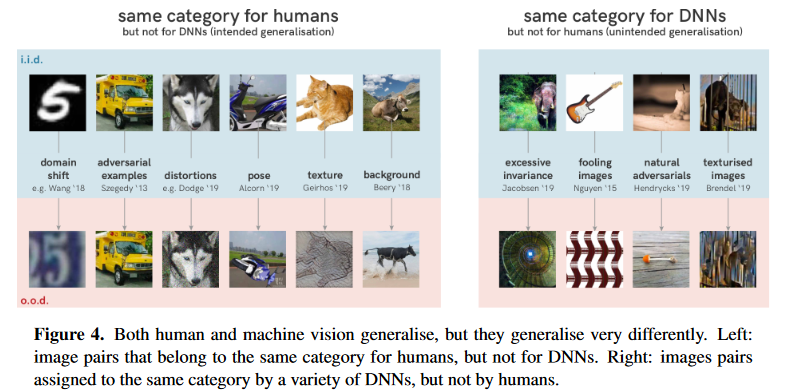 same category for humans
but not for DNNs (intended generalisation)
same category for DNNs
but not for humans (unintended generalisation)
i.i.d.
5
domain shift
e.g. Wang '18
adversarial examples
Szegedy '13
distortions
e.g. Dodge '19
pose
Alcorn '19
texture
Geirhos '19
background
Beery '18
excessive invariance
Jacobsen '19
fooling images
Nguyen '15
natural adversarials
Hendrycks '19
texturised images
Brendel '19
25
o.o.d.
Figure 4. Both human and machine vision generalise, but they generalise very differently. Left:
image pairs that belong to the same category for humans, but not for DNNs. Right: images pairs
assigned to the same category by a variety of DNNs, but not by humans.